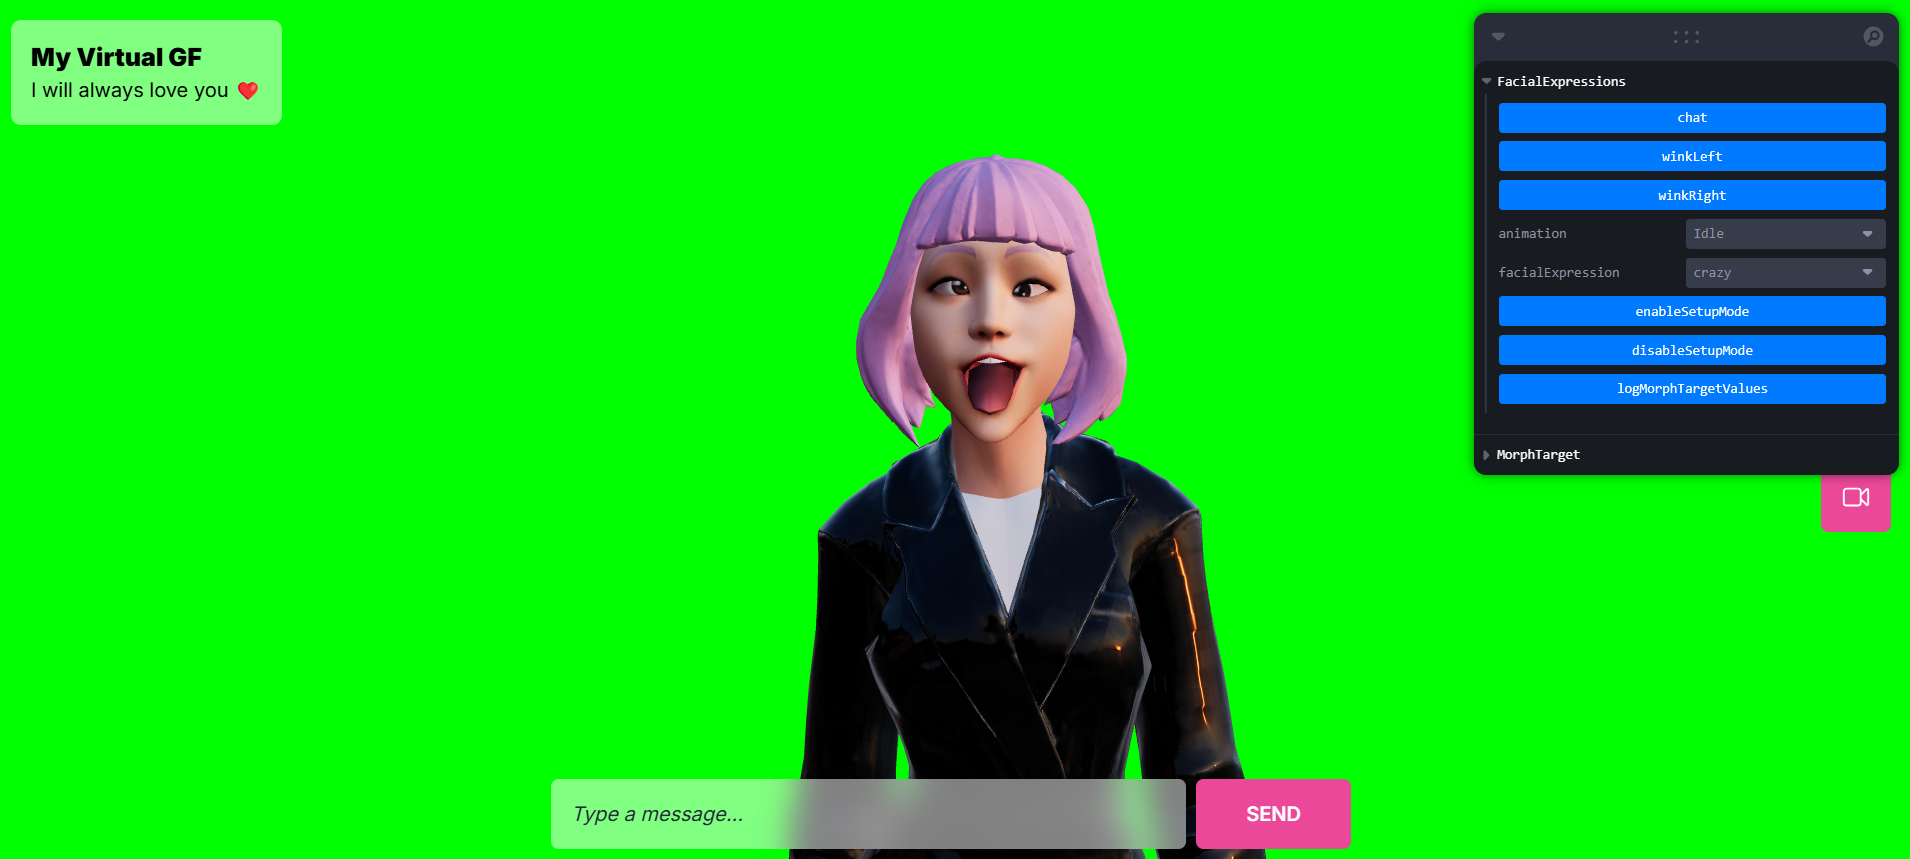 My Virtual GF
I will always love you ❤️
FacialExpressions
chat
winkLeft
winkRight
animation Idle
facialExpression crazy
enableSetupMode
disableSetupMode
logMorphTargetValues
MorphTarget
Type a message...
SEND